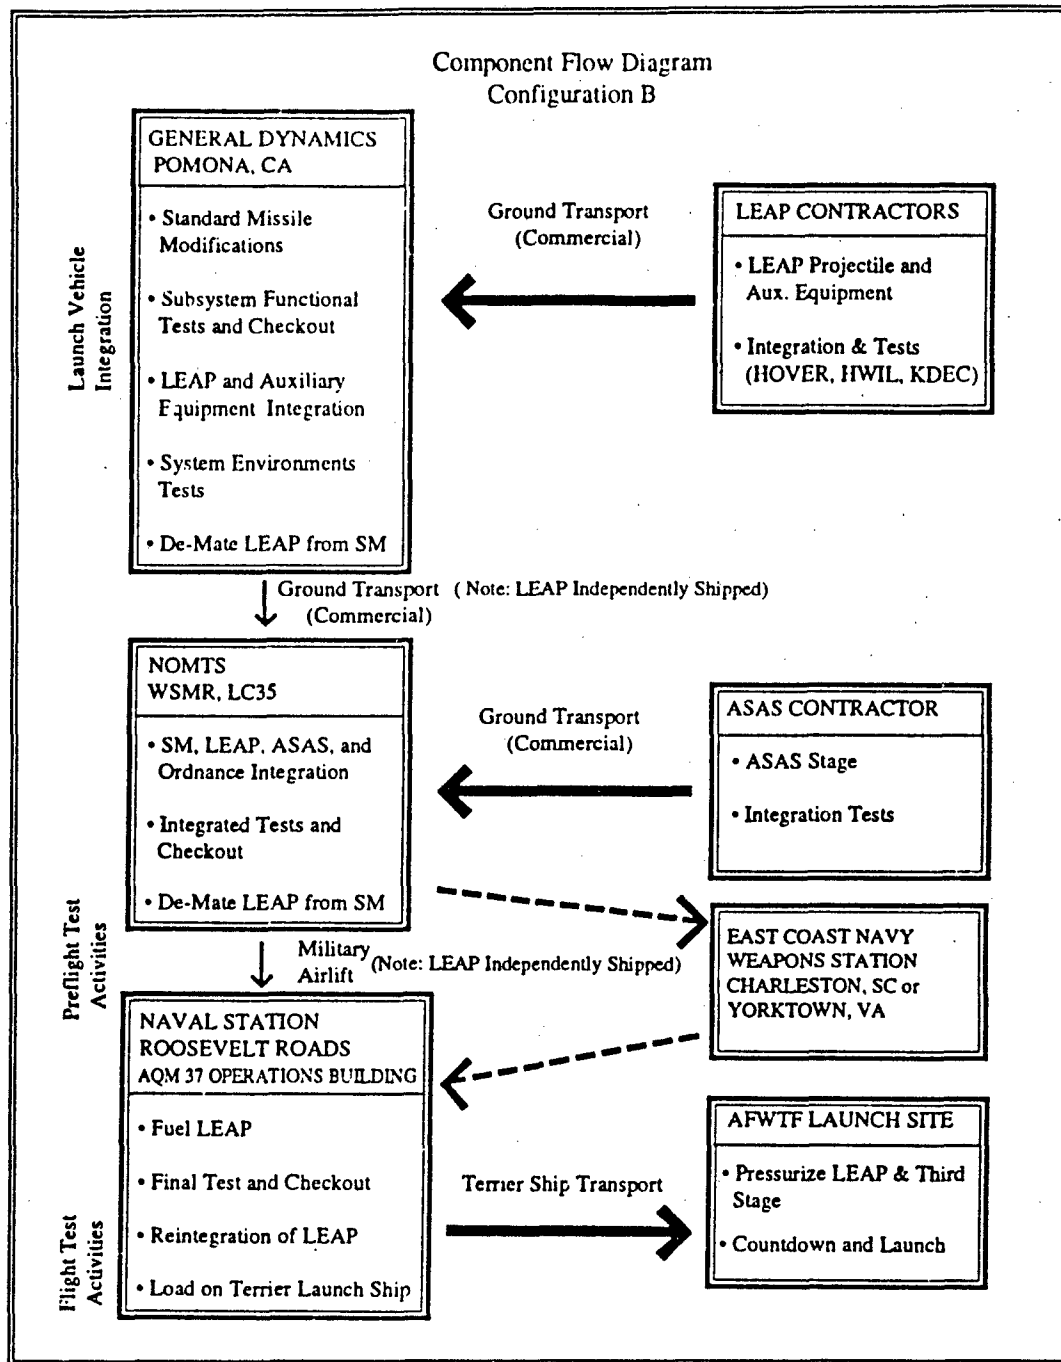 Component Flow Diagram
Configuration B
Launch Vehicle
Integration
GENERAL DYNAMICS
POMONA, CA
• Standard Missile
Modifications
• Subsystem Functional
Tests and Checkout
• LEAP and Auxiliary
Equipment Integration
• System Environments
Tests
• De-Mate LEAP from SM
Ground Transport
(Commercial)
LEAP CONTRACTORS
• LEAP Projectile and
Aux. Equipment
• Integration & Tests
(HOVER, HWIL, KDEC)
Ground Transport (Note: LEAP Independently Shipped)
(Commercial)
Preflight Test
Activities
NOMTS
WSMR, LC35
• SM, LEAP, ASAS, and
Ordnance Integration
• Integrated Tests and
Checkout
• De-Mate LEAP from SM
Ground Transport
(Commercial)
ASAS CONTRACTOR
• ASAS Stage
• Integration Tests
Military
Airlift
(Note: LEAP Independently Shipped)
EAST COAST NAVY
WEAPONS STATION
CHARLESTON, SC or
YORKTOWN, VA
Flight Test
Activities
NAVAL STATION
ROOSEVELT ROADS
AQM 37 OPERATIONS BUILDING
• Fuel LEAP
• Final Test and Checkout
• Reintegration of LEAP
• Load on Terrier Launch Ship
Terrier Ship Transport
AFWTF LAUNCH SITE
• Pressurize LEAP & Third
Stage
• Countdown and Launch